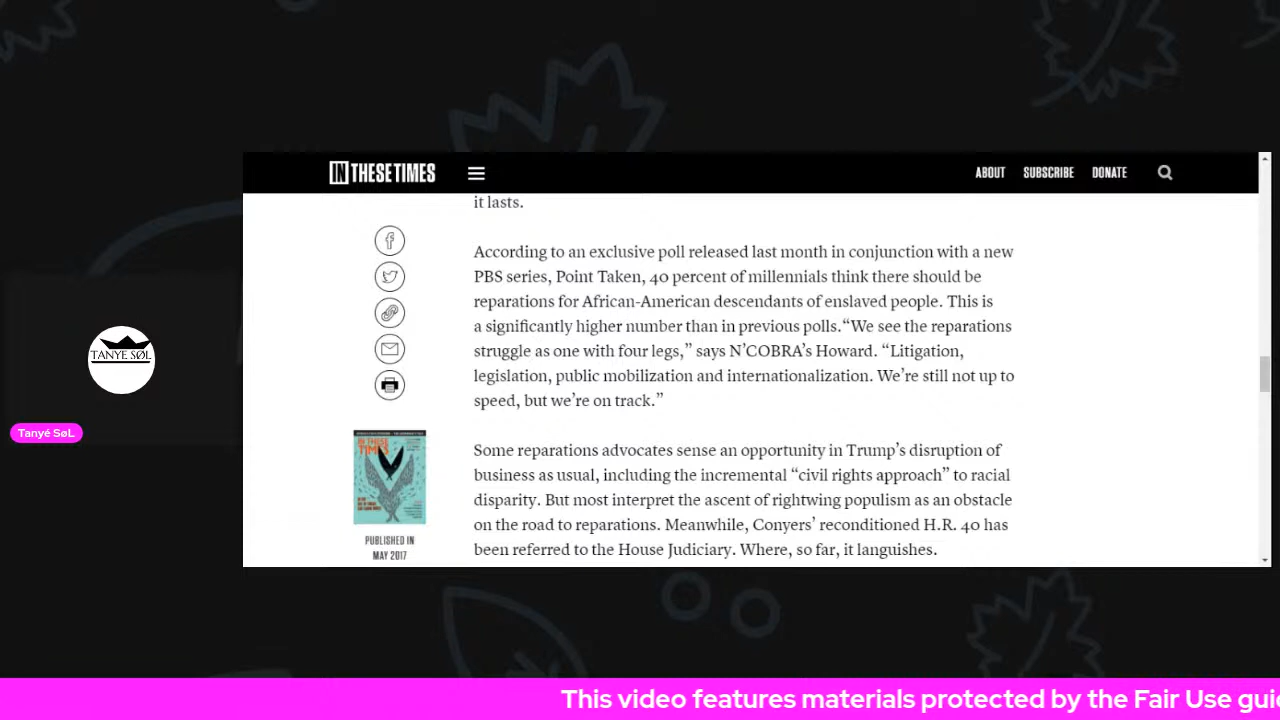 IN THESE TIMES
ABOUT SUBSCRIBE DONATE
it lasts.
According to an exclusive poll released last month in conjunction with a new
PBS series, Point Taken, 40 percent of millennials think there should be
reparations for African-American descendants of enslaved people. This is
a significantly higher number than in previous polls.“We see the reparations
struggle as one with four legs,” says N’COBRA’s Howard. “Litigation,
legislation, public mobilization and internationalization. We’re still not up to
speed, but we’re on track.”
Some reparations advocates sense an opportunity in Trump’s disruption of
business as usual, including the incremental “civil rights approach” to racial
disparity. But most interpret the ascent of rightwing populism as an obstacle
on the road to reparations. Meanwhile, Conyers’ reconditioned H.R. 40 has
been referred to the House Judiciary. Where, so far, it languishes.
IN THESE
TIMES
PUBLISHED IN
MAY 2017
TANYE SØL
Tanyé SøL
This video features materials protected by the Fair Use gui